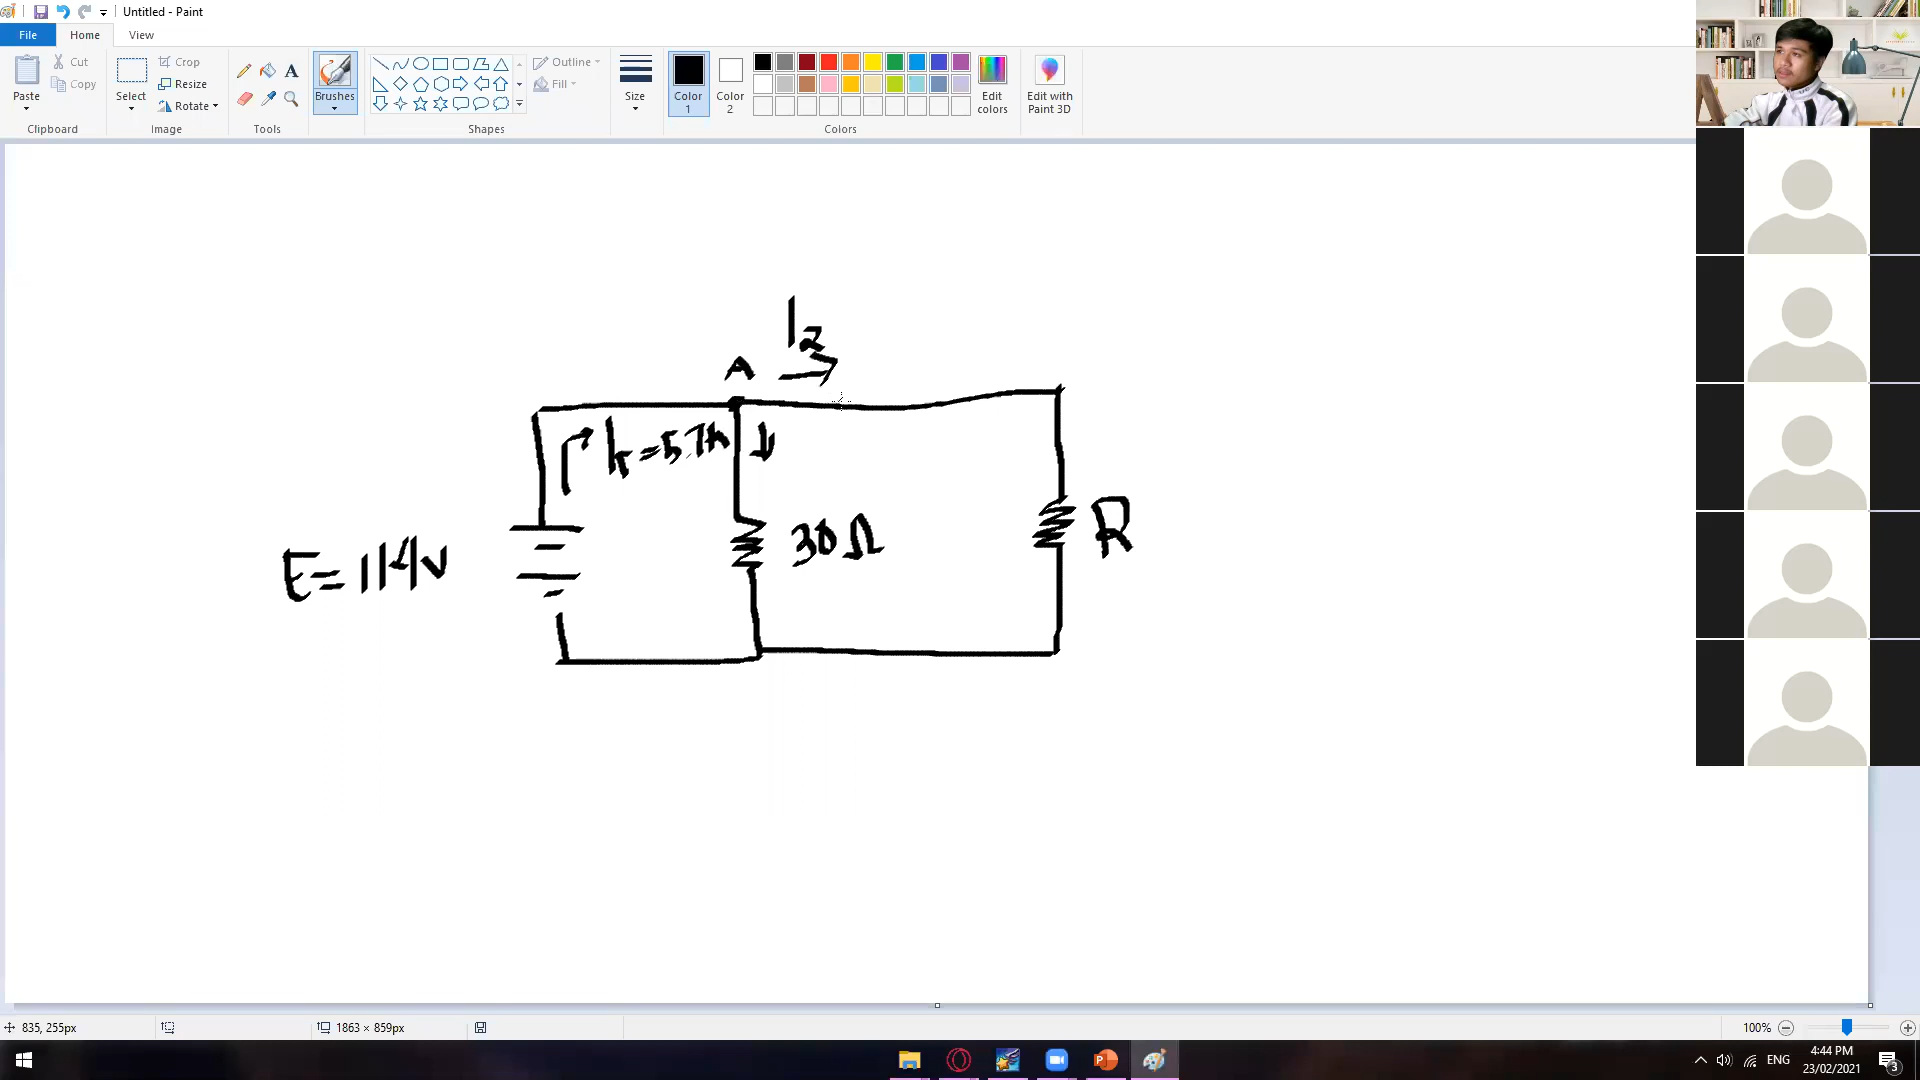 Untitled - Paint
File Home View
Paste
Cut
Copy
Clipboard
Select
Crop
Resize
Rotate
Image
Tools
Brushes
Shapes
Outline
Fill
Size
Color 1
Color 2
Colors
Edit colors
Edit with Paint 3D
I2
A
IT=5.7A
E=114V
30Ω
R
835, 255px
1863 × 859px
100%
ENG
4:44 PM
23/02/2021
3